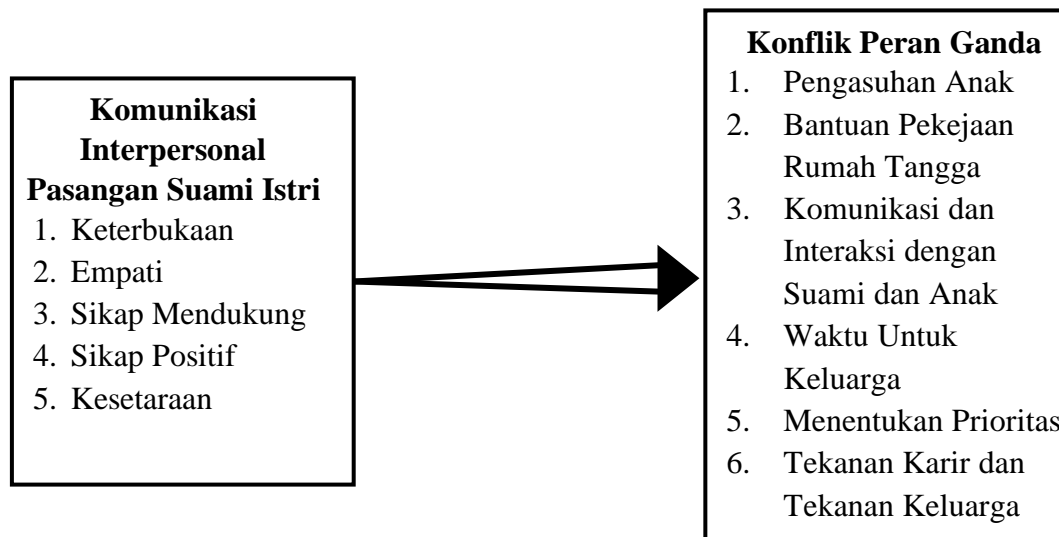 Komunikasi
Interpersonal
Pasangan Suami Istri
1. Keterbukaan
2. Empati
3. Sikap Mendukung
4. Sikap Positif
5. Kesetaraan
Konflik Peran Ganda
1. Pengasuhan Anak
2. Bantuan Pekejaan
Rumah Tangga
3. Komunikasi dan
Interaksi dengan
Suami dan Anak
4. Waktu Untuk
Keluarga
5. Menentukan Prioritas
6. Tekanan Karir dan
Tekanan Keluarga